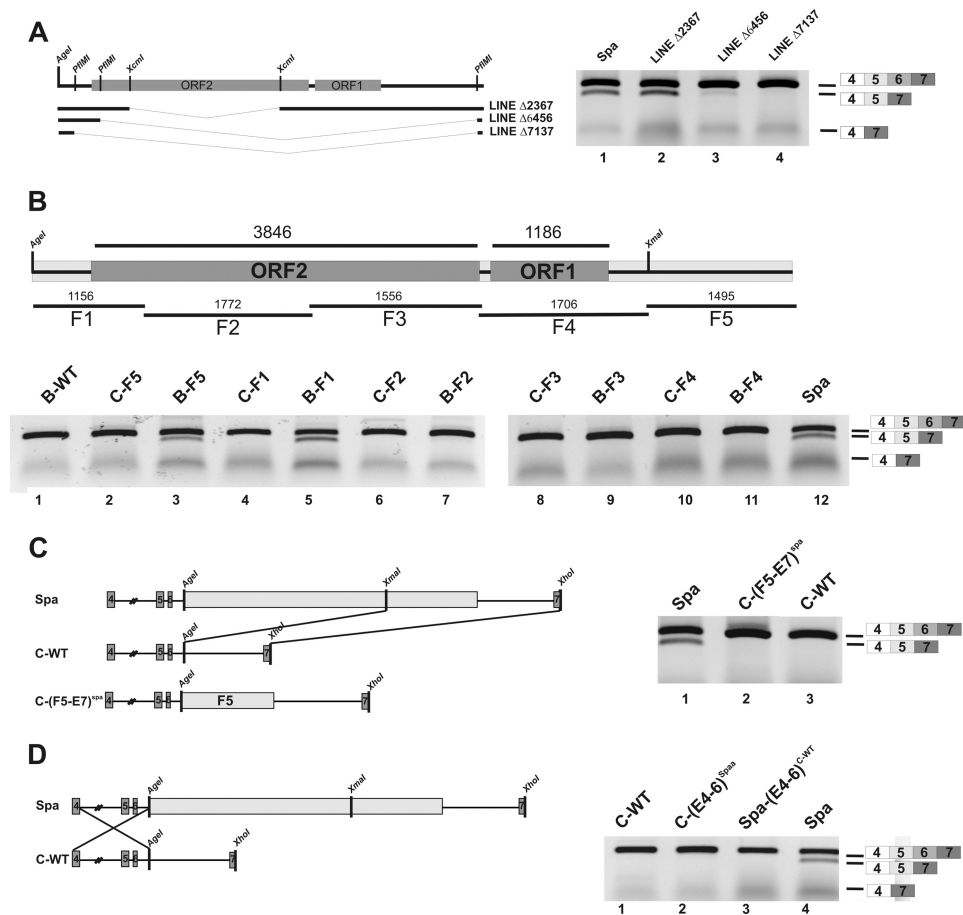 A
AgeI
PflMI
PflMI
XcmI
XcmI
PflMI
ORF2
ORF1
LINE Δ2367
LINE Δ6456
LINE Δ7137
Spa
LINE Δ2367
LINE Δ6456
LINE Δ7137
4 5 6 7
4 5 7
4 7
1 2 3 4
B
AgeI
3846
1186
XmaI
ORF2
ORF1
1156
1772
1556
1706
1495
F1
F2
F3
F4
F5
B-WT
C-F5
B-F5
C-F1
B-F1
C-F2
B-F2
C-F3
B-F3
C-F4
B-F4
Spa
4 5 6 7
4 5 7
4 7
1 2 3 4 5 6 7
8 9 10 11 12
C
AgeI
XmaI
XhoI
Spa
4 5 6 7
AgeI
XhoI
C-WT
4 5 6 7
AgeI
XhoI
C-(F5-E7)spa
4 5 6 F5 7
Spa
C-(F5-E7)spa
C-WT
4 5 6 7
4 5 7
1 2 3
D
AgeI
XmaI
XhoI
Spa
4 5 6 7
AgeI
XhoI
C-WT
4 5 6 7
C-WT
C-(E4-6)Spaa
Spa-(E4-6)C-WT
Spa
4 5 6 7
4 5 7
4 7
1 2 3 4